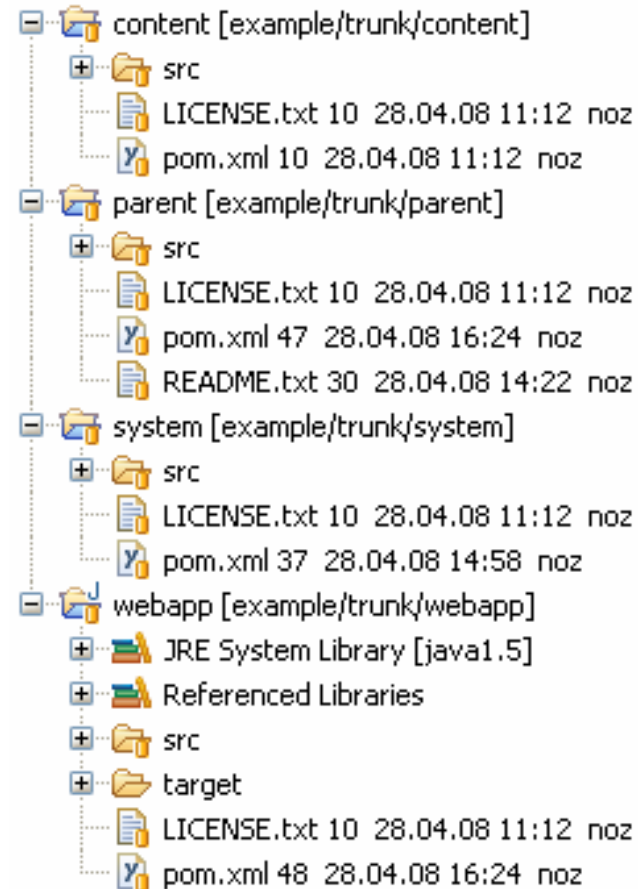 content [example/trunk/content]
src
LICENSE.txt 10 28.04.08 11:12 noz
pom.xml 10 28.04.08 11:12 noz
parent [example/trunk/parent]
src
LICENSE.txt 10 28.04.08 11:12 noz
pom.xml 47 28.04.08 16:24 noz
README.txt 30 28.04.08 14:22 noz
system [example/trunk/system]
src
LICENSE.txt 10 28.04.08 11:12 noz
pom.xml 37 28.04.08 14:58 noz
webapp [example/trunk/webapp]
JRE System Library [java1.5]
Referenced Libraries
src
target
LICENSE.txt 10 28.04.08 11:12 noz
pom.xml 48 28.04.08 16:24 noz